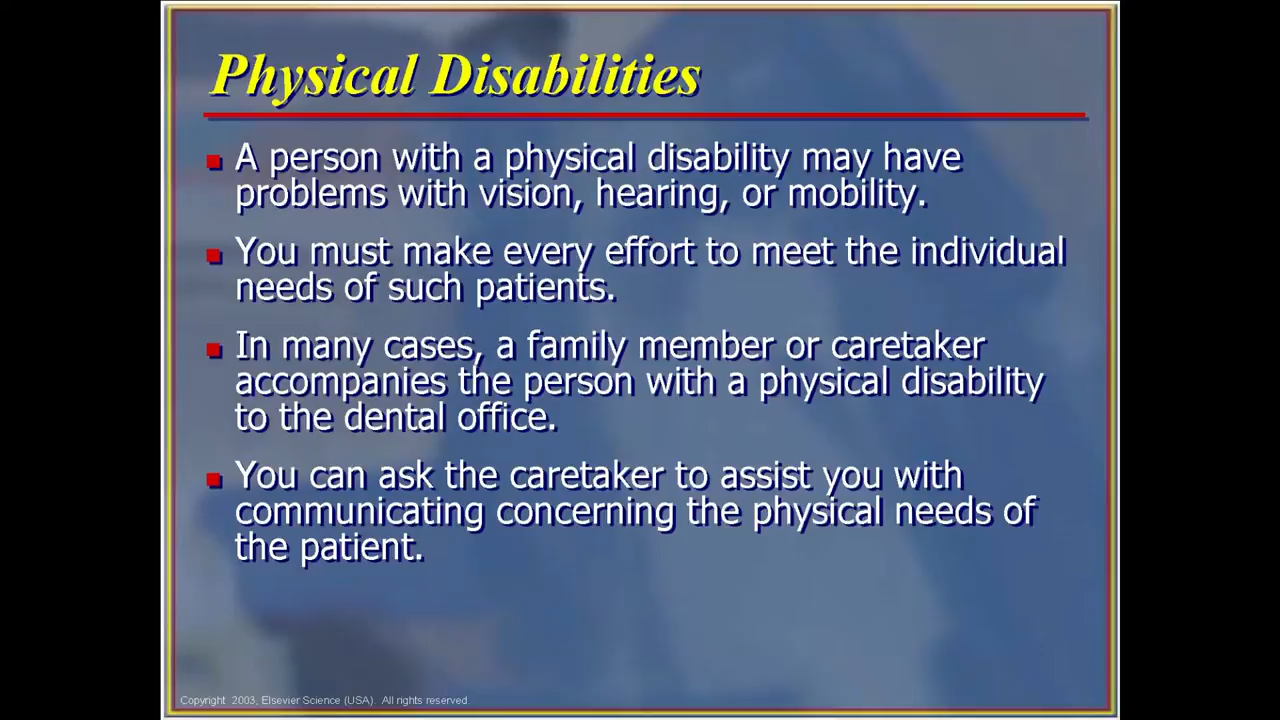 Physical Disabilities
A person with a physical disability may have
problems with vision, hearing, or mobility.
You must make every effort to meet the individual
needs of such patients.
In many cases, a family member or caretaker
accompanies the person with a physical disability
to the dental office.
You can ask the caretaker to assist you with
communicating concerning the physical needs of
the patient.
Copyright 2003, Elsevier Science (USA). All rights reserved.